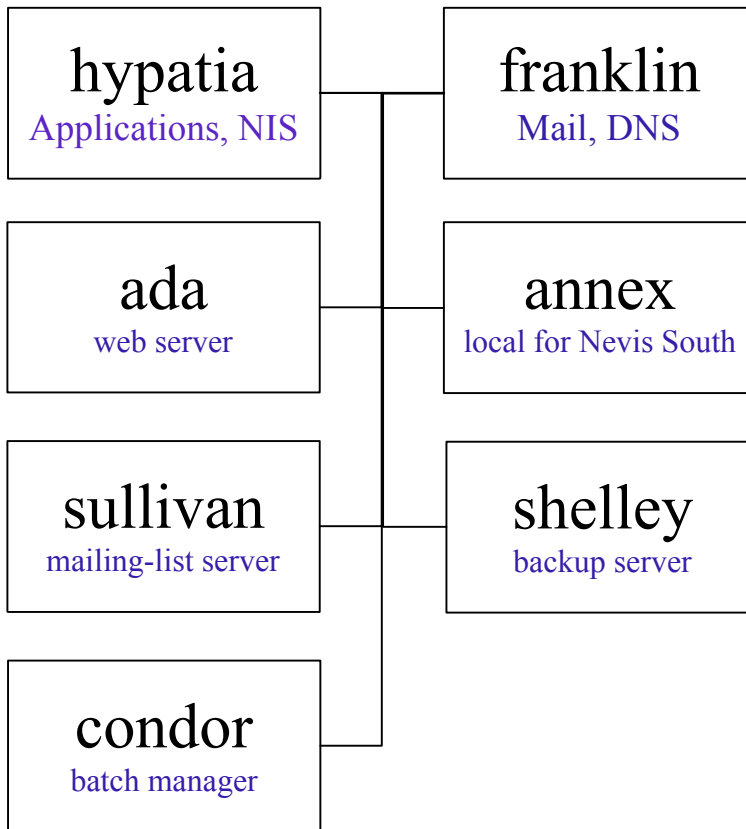 hypatia
Applications, NIS
franklin
Mail, DNS
ada
web server
annex
local for Nevis South
sullivan
mailing-list server
shelley
backup server
condor
batch manager